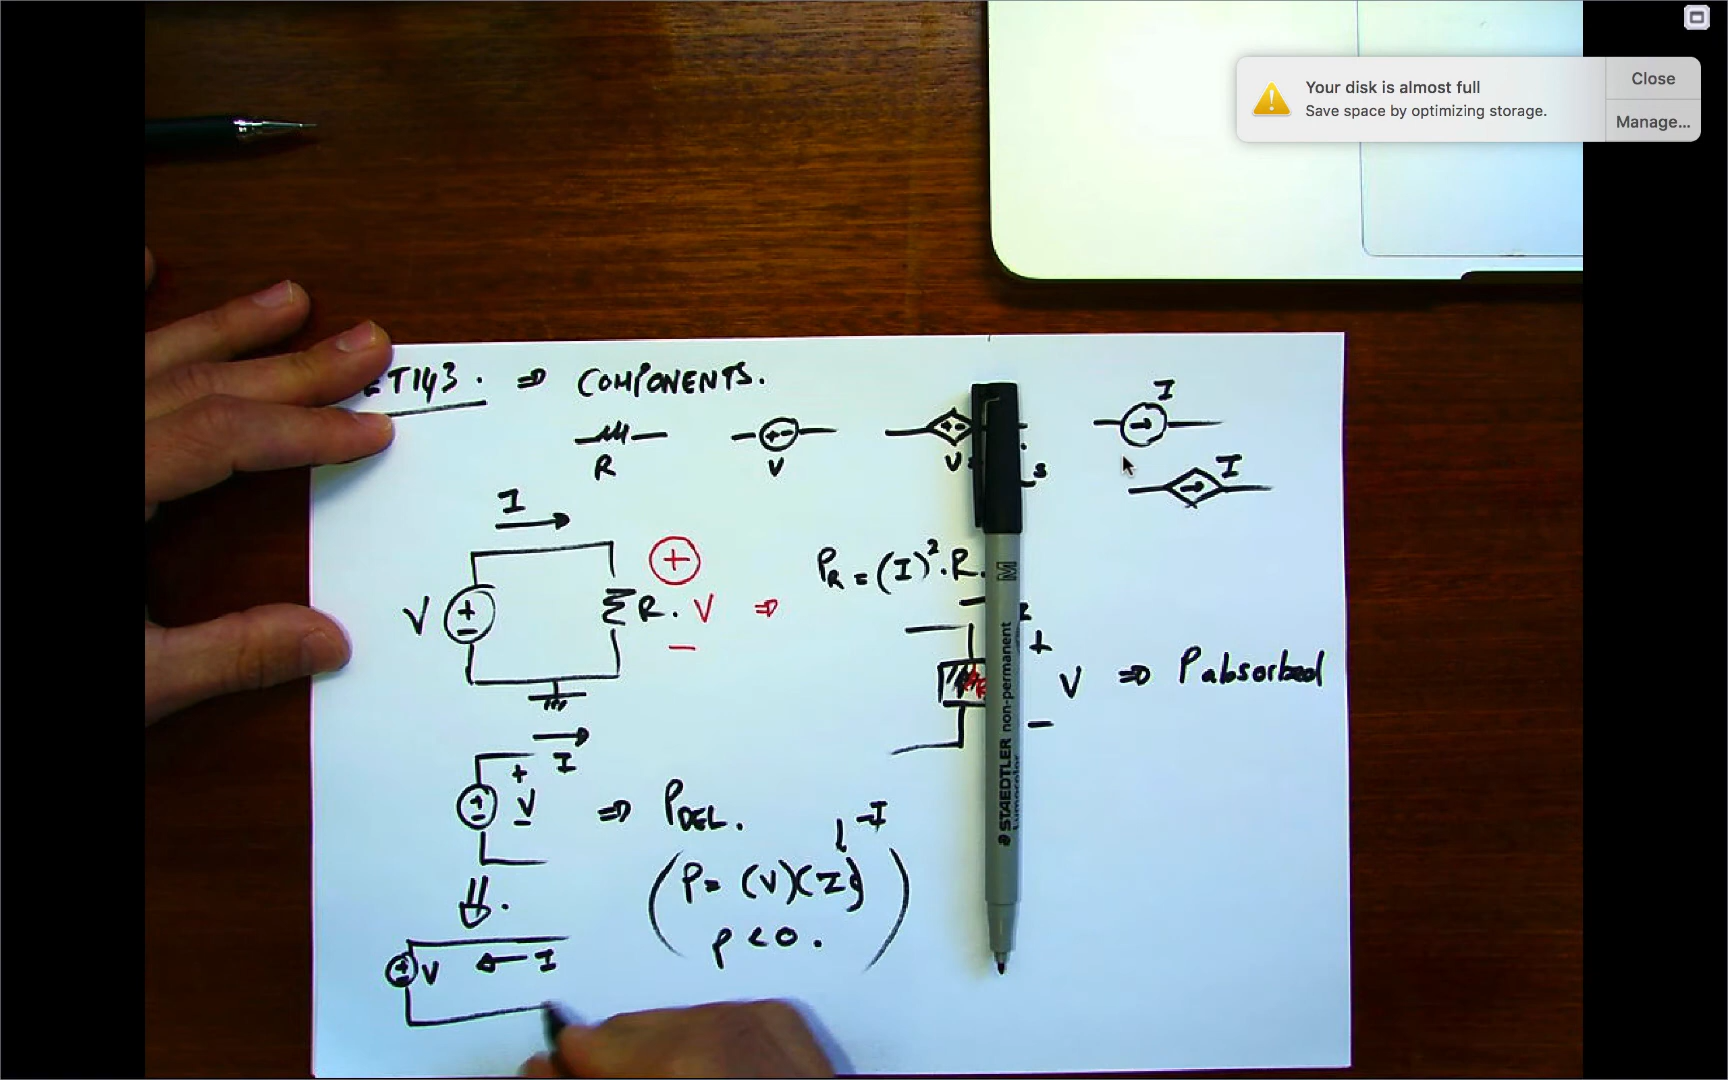 Your disk is almost full
Save space by optimizing storage.
Close
Manage...
ET143. ⇒ COMPONENTS.
R
+-
V
+-
V
s
I
I
I
V
+
-
R.
+
V
-
⇒
P_R = (I)².R.
+
V
-
⇒ P absorbed
I
+
V
-
+
-
⇒ P_DEL.
-I
(P = (V)(I)
P < 0.)
+
-
V
← I
STAEDTLER non-permanent
M